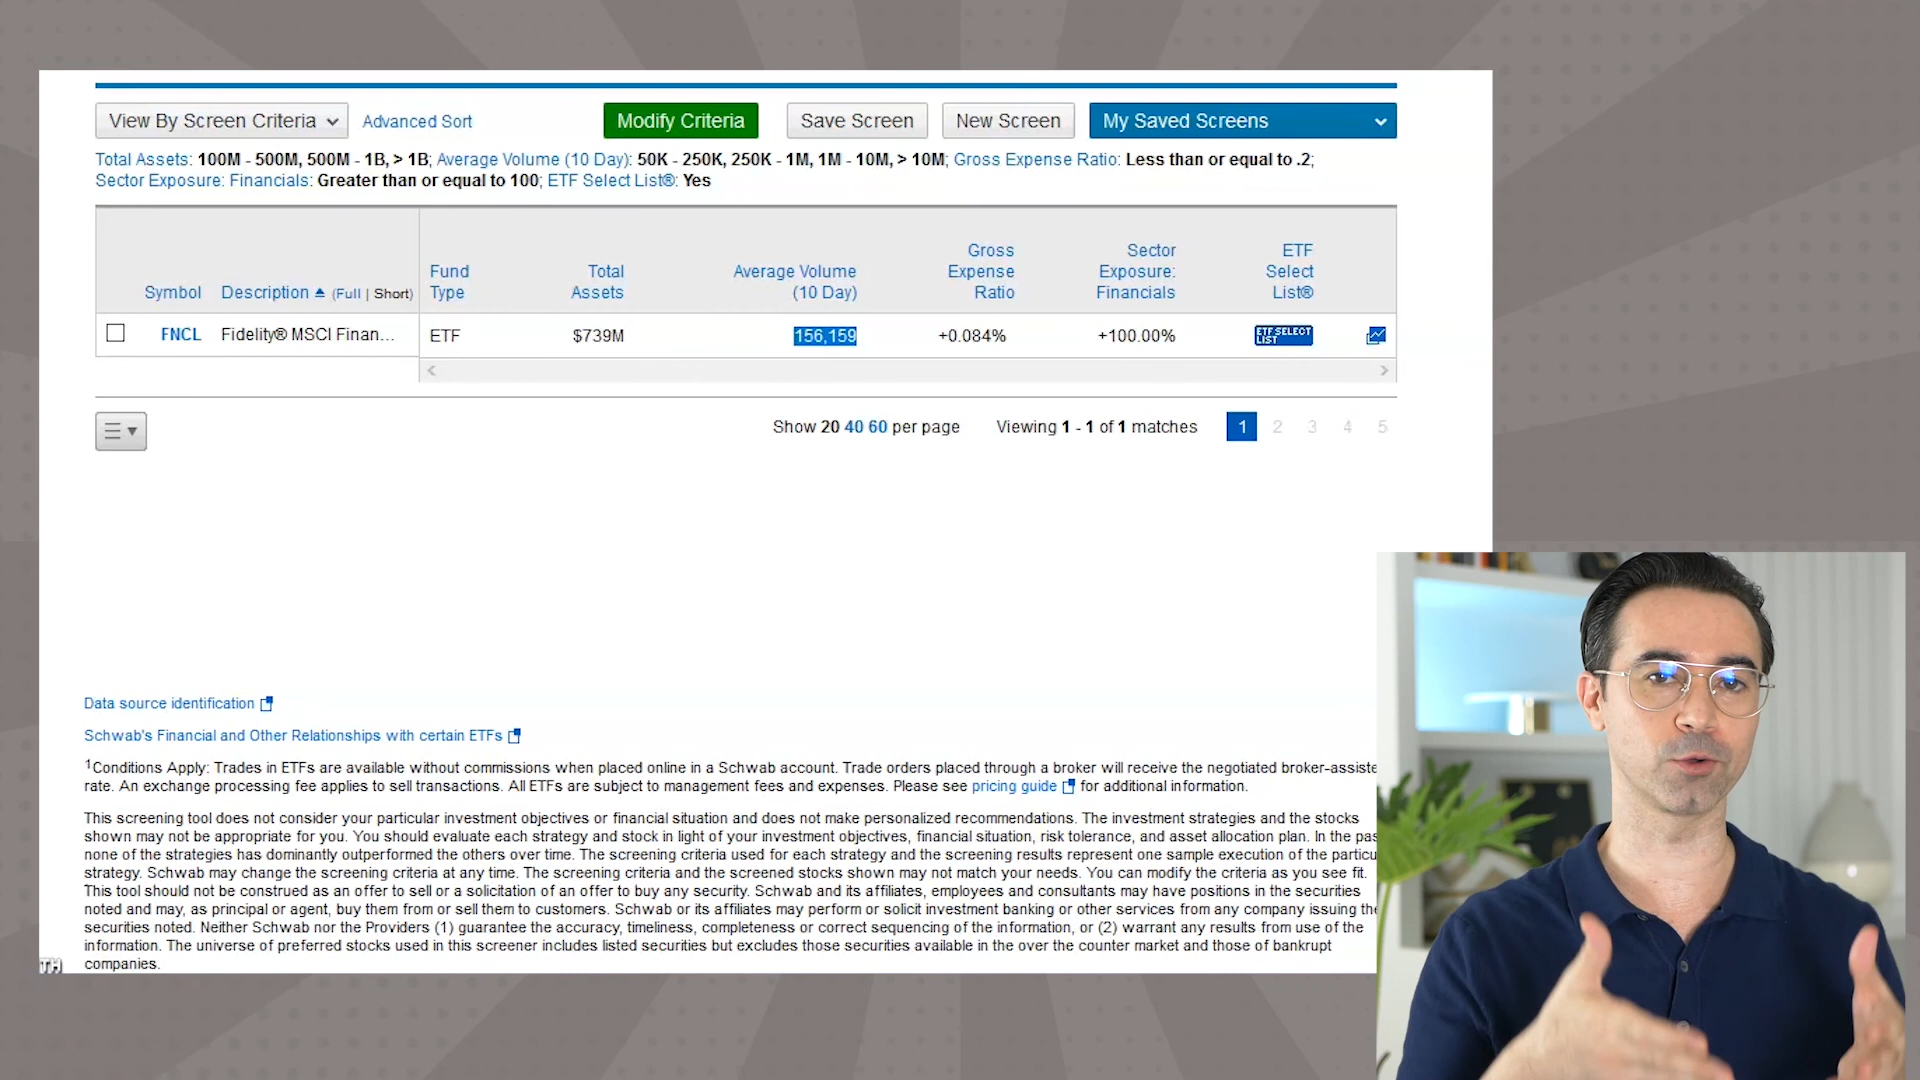 View By Screen Criteria
Advanced Sort
Modify Criteria
Save Screen
New Screen
My Saved Screens
Total Assets: 100M - 500M, 500M - 1B, > 1B; Average Volume (10 Day): 50K - 250K, 250K - 1M, 1M - 10M, > 10M; Gross Expense Ratio: Less than or equal to .2;
Sector Exposure: Financials: Greater than or equal to 100; ETF Select List®: Yes
Symbol
Description (Full | Short)
Fund
Type
Total
Assets
Average Volume
(10 Day)
Gross
Expense
Ratio
Sector
Exposure:
Financials
ETF
Select
List®
FNCL
Fidelity® MSCI Finan...
ETF
$739M
156,159
+0.084%
+100.00%
ETF SELECT
LIST
Show 20 40 60 per page
Viewing 1 - 1 of 1 matches
1 2 3 4 5
Data source identification
Schwab's Financial and Other Relationships with certain ETFs
1Conditions Apply: Trades in ETFs are available without commissions when placed online in a Schwab account. Trade orders placed through a broker will receive the negotiated broker-assiste
rate. An exchange processing fee applies to sell transactions. All ETFs are subject to management fees and expenses. Please see pricing guide for additional information.
This screening tool does not consider your particular investment objectives or financial situation and does not make personalized recommendations. The investment strategies and the stocks
shown may not be appropriate for you. You should evaluate each strategy and stock in light of your investment objectives, financial situation, risk tolerance, and asset allocation plan. In the pas
none of the strategies has dominantly outperformed the others over time. The screening criteria used for each strategy and the screening results represent one sample execution of the particu
strategy. Schwab may change the screening criteria at any time. The screening criteria and the screened stocks shown may not match your needs. You can modify the criteria as you see fit.
This tool should not be construed as an offer to sell or a solicitation of an offer to buy any security. Schwab and its affiliates, employees and consultants may have positions in the securities
noted and may, as principal or agent, buy them from or sell them to customers. Schwab or its affiliates may perform or solicit investment banking or other services from any company issuing the
securities noted. Neither Schwab nor the Providers (1) guarantee the accuracy, timeliness, completeness or correct sequencing of the information, or (2) warrant any results from use of the
information. The universe of preferred stocks used in this screener includes listed securities but excludes those securities available in the over the counter market and those of bankrupt
companies.
TH